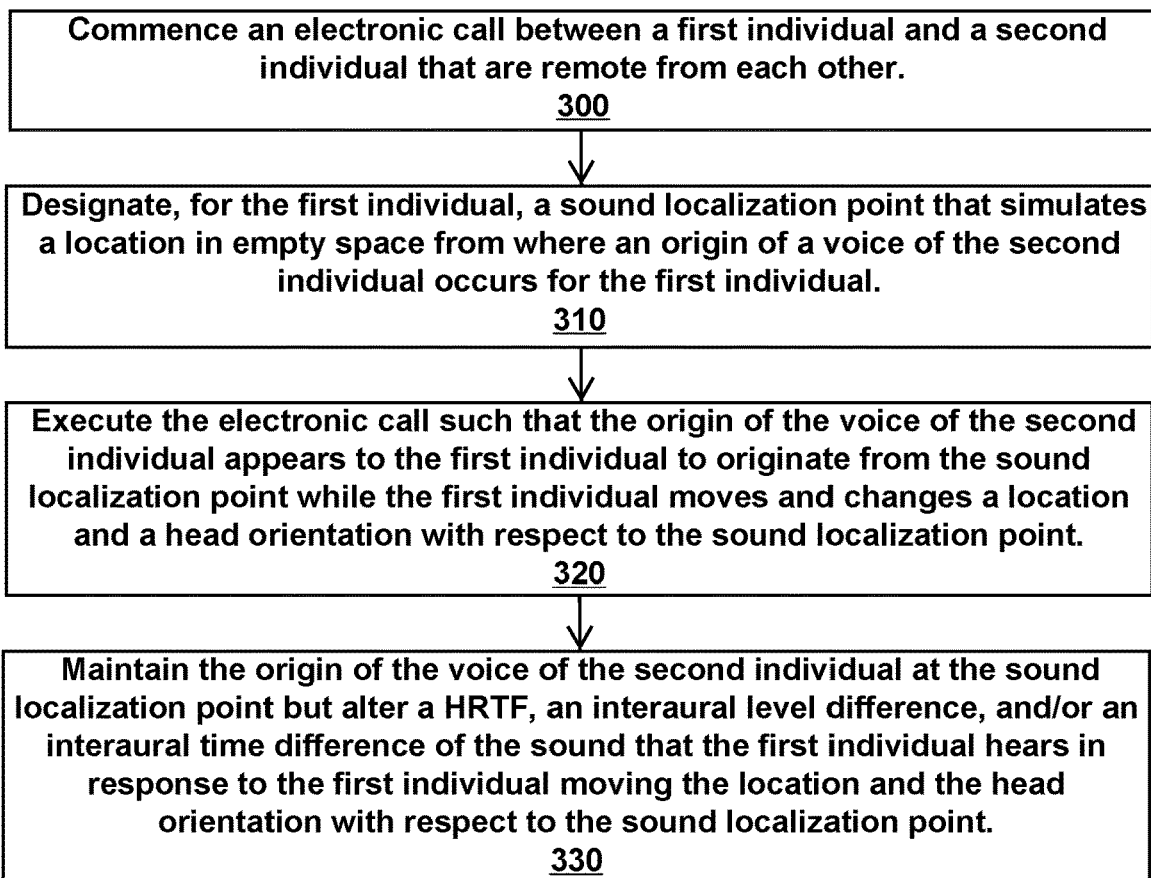 Commence an electronic call between a first individual and a second
individual that are remote from each other.
300
Designate, for the first individual, a sound localization point that simulates
a location in empty space from where an origin of a voice of the second
individual occurs for the first individual.
310
Execute the electronic call such that the origin of the voice of the second
individual appears to the first individual to originate from the sound
localization point while the first individual moves and changes a location
and a head orientation with respect to the sound localization point.
320
Maintain the origin of the voice of the second individual at the sound
localization point but alter a HRTF, an interaural level difference, and/or an
interaural time difference of the sound that the first individual hears in
response to the first individual moving the location and the head
orientation with respect to the sound localization point.
330